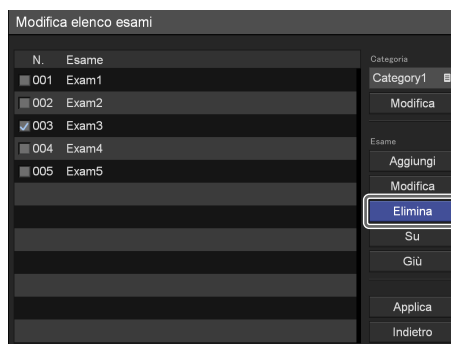 Modifica elenco esami
N. Esame
001 Exam1
002 Exam2
003 Exam3
004 Exam4
005 Exam5
Categoria
Category1
Modifica
Esame
Aggiungi
Modifica
Elimina
Su
Giù
Applica
Indietro